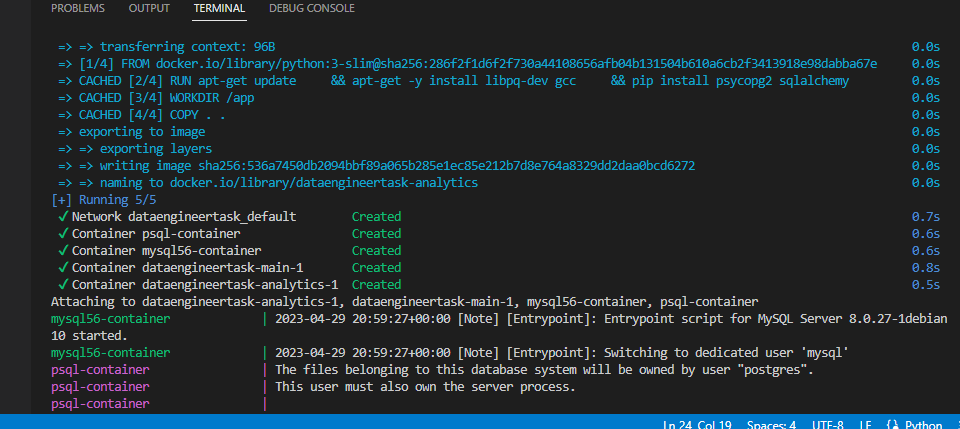 PROBLEMS OUTPUT TERMINAL DEBUG CONSOLE
=> => transferring context: 96B 0.0s
=> [1/4] FROM docker.io/library/python:3-slim@sha256:286f2f1d6f2f730a44108656afb04b131504b610a6cb2f3413918e98dabba67e 0.0s
=> CACHED [2/4] RUN apt-get update && apt-get -y install libpq-dev gcc && pip install psycopg2 sqlalchemy 0.0s
=> CACHED [3/4] WORKDIR /app 0.0s
=> CACHED [4/4] COPY . . 0.0s
=> exporting to image 0.0s
=> => exporting layers 0.0s
=> => writing image sha256:536a7450db2094bbf89a065b285e1ec85e212b7d8e764a8329dd2daa0bcd6272 0.0s
=> => naming to docker.io/library/dataengineertask-analytics 0.0s
[+] Running 5/5
✓ Network dataengineertask_default Created 0.7s
✓ Container psql-container Created 0.6s
✓ Container mysql56-container Created 0.6s
✓ Container dataengineertask-main-1 Created 0.8s
✓ Container dataengineertask-analytics-1 Created 0.5s
Attaching to dataengineertask-analytics-1, dataengineertask-main-1, mysql56-container, psql-container
mysql56-container | 2023-04-29 20:59:27+00:00 [Note] [Entrypoint]: Entrypoint script for MySQL Server 8.0.27-1debian
10 started.
mysql56-container | 2023-04-29 20:59:27+00:00 [Note] [Entrypoint]: Switching to dedicated user 'mysql'
psql-container | The files belonging to this database system will be owned by user "postgres".
psql-container | This user must also own the server process.
psql-container |
Ln 24, Col 19 Spaces: 4 UTF-8 LF Python